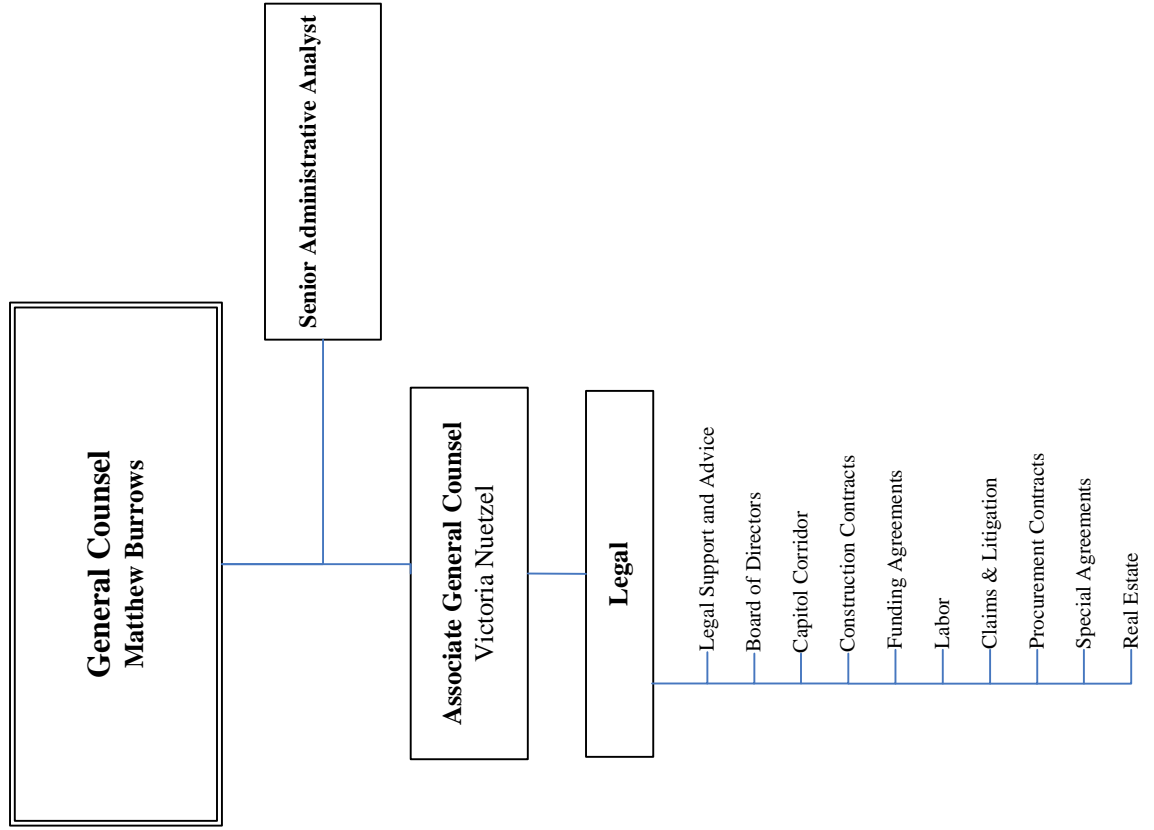 General Counsel
Matthew Burrows
Senior Administrative Analyst
Associate General Counsel
Victoria Nuetzel
Legal
Legal Support and Advice
Board of Directors
Capitol Corridor
Construction Contracts
Funding Agreements
Labor
Claims & Litigation
Procurement Contracts
Special Agreements
Real Estate